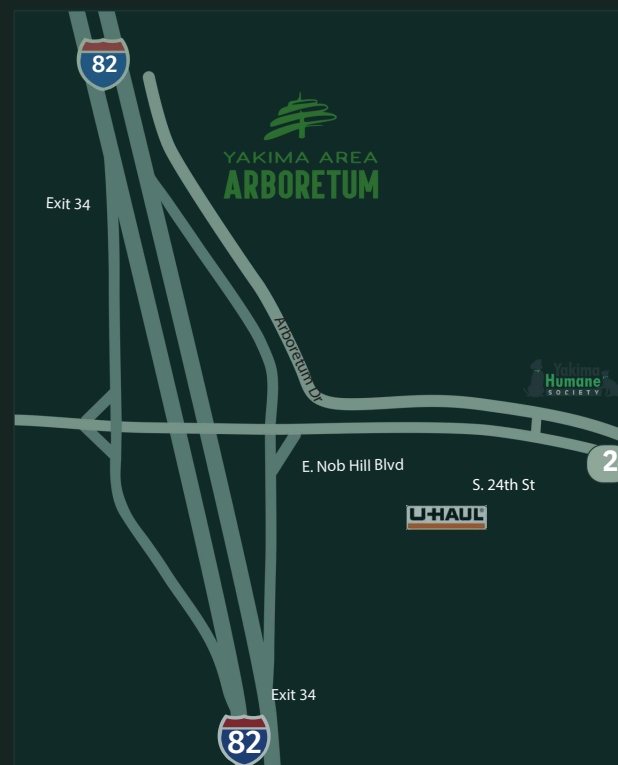 82
YAKIMA AREA
ARBORETUM
Exit 34
Arboretum Dr
Yakima
Humane
SOCIETY
E. Nob Hill Blvd
2
S. 24th St
U-HAUL
Exit 34
82